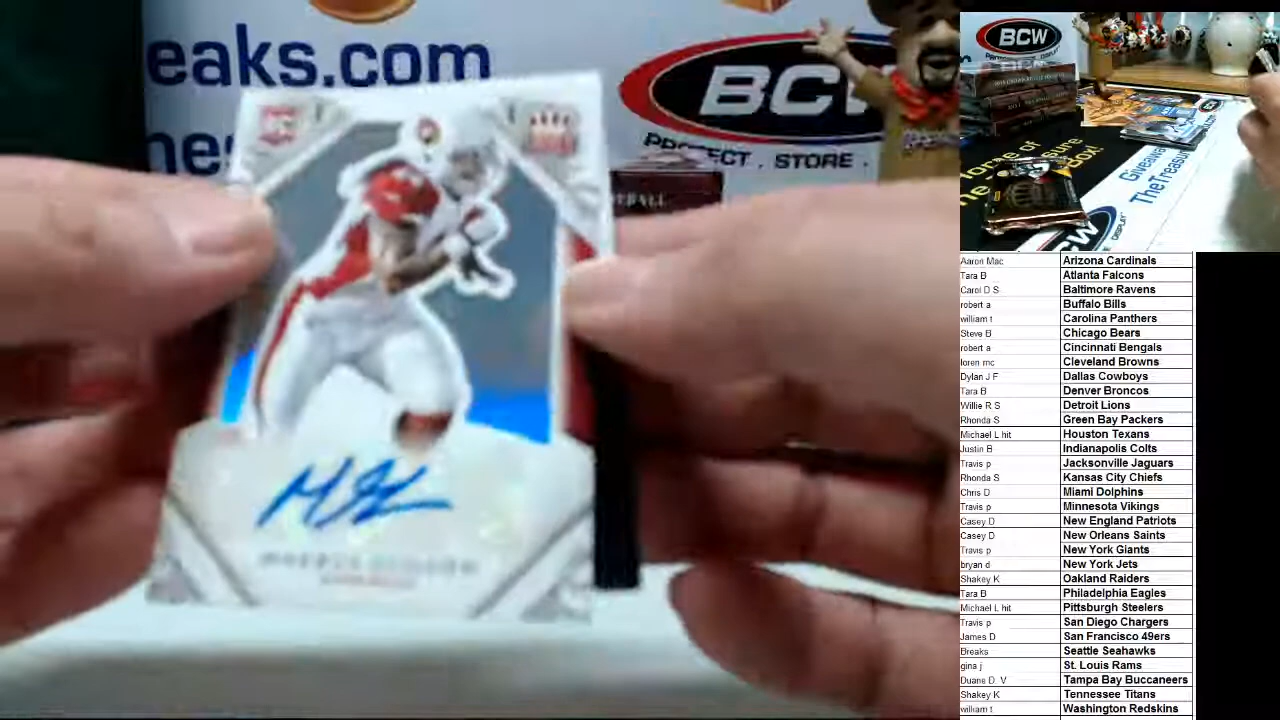 eaks.com
BCW
PROTECT . STORE .
BCW
Home of
Giveaw
TheTreasur
BCW
Aaron Mac Arizona Cardinals
Tara B Atlanta Falcons
Carol D S Baltimore Ravens
robert a Buffalo Bills
william t Carolina Panthers
Steve B Chicago Bears
robert a Cincinnati Bengals
loren mc Cleveland Browns
Dylan J F Dallas Cowboys
Tara B Denver Broncos
Willie R S Detroit Lions
Rhonda S Green Bay Packers
Michael L hit Houston Texans
Justin B Indianapolis Colts
Travis p Jacksonville Jaguars
Rhonda S Kansas City Chiefs
Chris D Miami Dolphins
Travis p Minnesota Vikings
Casey D New England Patriots
Casey D New Orleans Saints
Travis p New York Giants
bryan d New York Jets
Shakey K Oakland Raiders
Tara B Philadelphia Eagles
Michael L hit Pittsburgh Steelers
Travis p San Diego Chargers
James D San Francisco 49ers
Breaks Seattle Seahawks
gina j St. Louis Rams
Duane D. V Tampa Bay Buccaneers
Shakey K Tennessee Titans
william t Washington Redskins